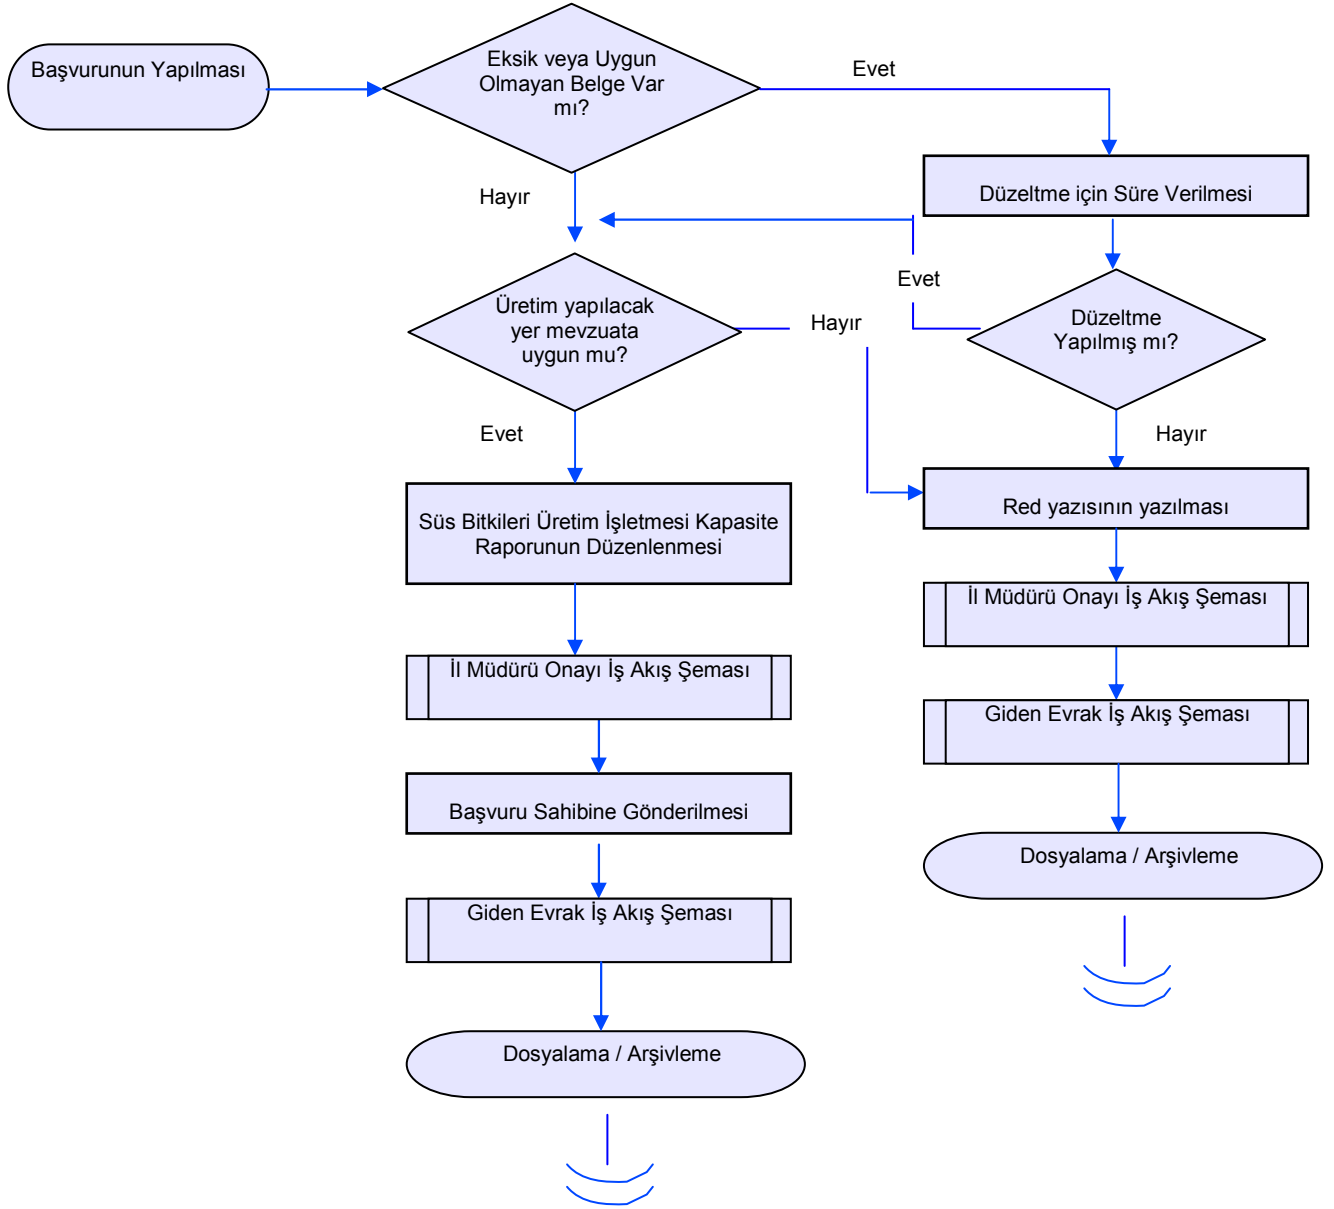 Başvurunun Yapılması
Eksik veya Uygun
Olmayan Belge Var
mı?
Evet
Hayır
Düzeltme için Süre Verilmesi
Evet
Üretim yapılacak
yer mevzuata
uygun mu?
Hayır
Düzeltme
Yapılmış mı?
Evet
Hayır
Süs Bitkileri Üretim İşletmesi Kapasite
Raporunun Düzenlenmesi
Red yazısının yazılması
İl Müdürü Onayı İş Akış Şeması
İl Müdürü Onayı İş Akış Şeması
Giden Evrak İş Akış Şeması
Başvuru Sahibine Gönderilmesi
Dosyalama / Arşivleme
Giden Evrak İş Akış Şeması
Dosyalama / Arşivleme